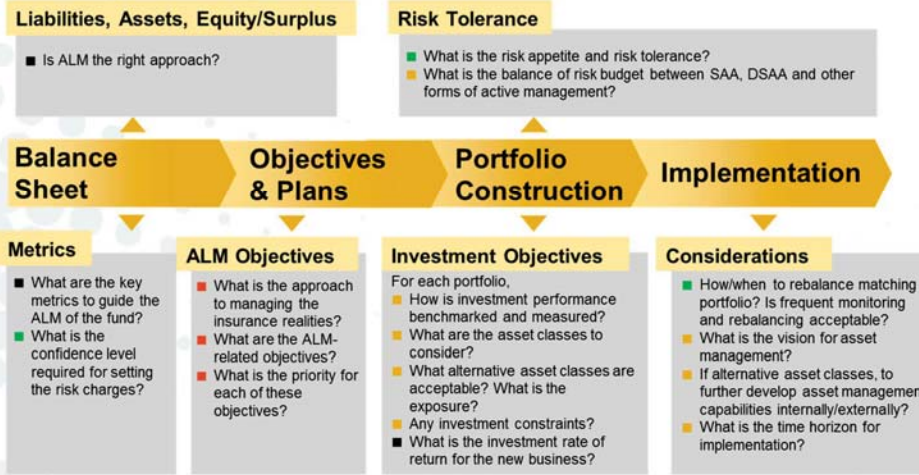 Liabilities, Assets, Equity/Surplus
Is ALM the right approach?
Risk Tolerance
What is the risk appetite and risk tolerance?
What is the balance of risk budget between SAA, DSAA and other
forms of active management?
Balance
Sheet
Objectives
& Plans
Portfolio
Construction
Implementation
Metrics
What are the key
metrics to guide the
ALM of the fund?
What is the
confidence level
required for setting
the risk charges?
ALM Objectives
What is the approach
to managing the
insurance realities?
What are the ALM-
related objectives?
What is the priority for
each of these
objectives?
Investment Objectives
For each portfolio,
How is investment performance
benchmarked and measured?
What are the asset classes to
consider?
What alternative asset classes are
acceptable? What is the
exposure?
Any investment constraints?
What is the investment rate of
return for the new business?
Considerations
How/when to rebalance matching
portfolio? Is frequent monitoring
and rebalancing acceptable?
What is the vision for asset
management?
If alternative asset classes, to
further develop asset management
capabilities internally/externally?
What is the time horizon for
implementation?